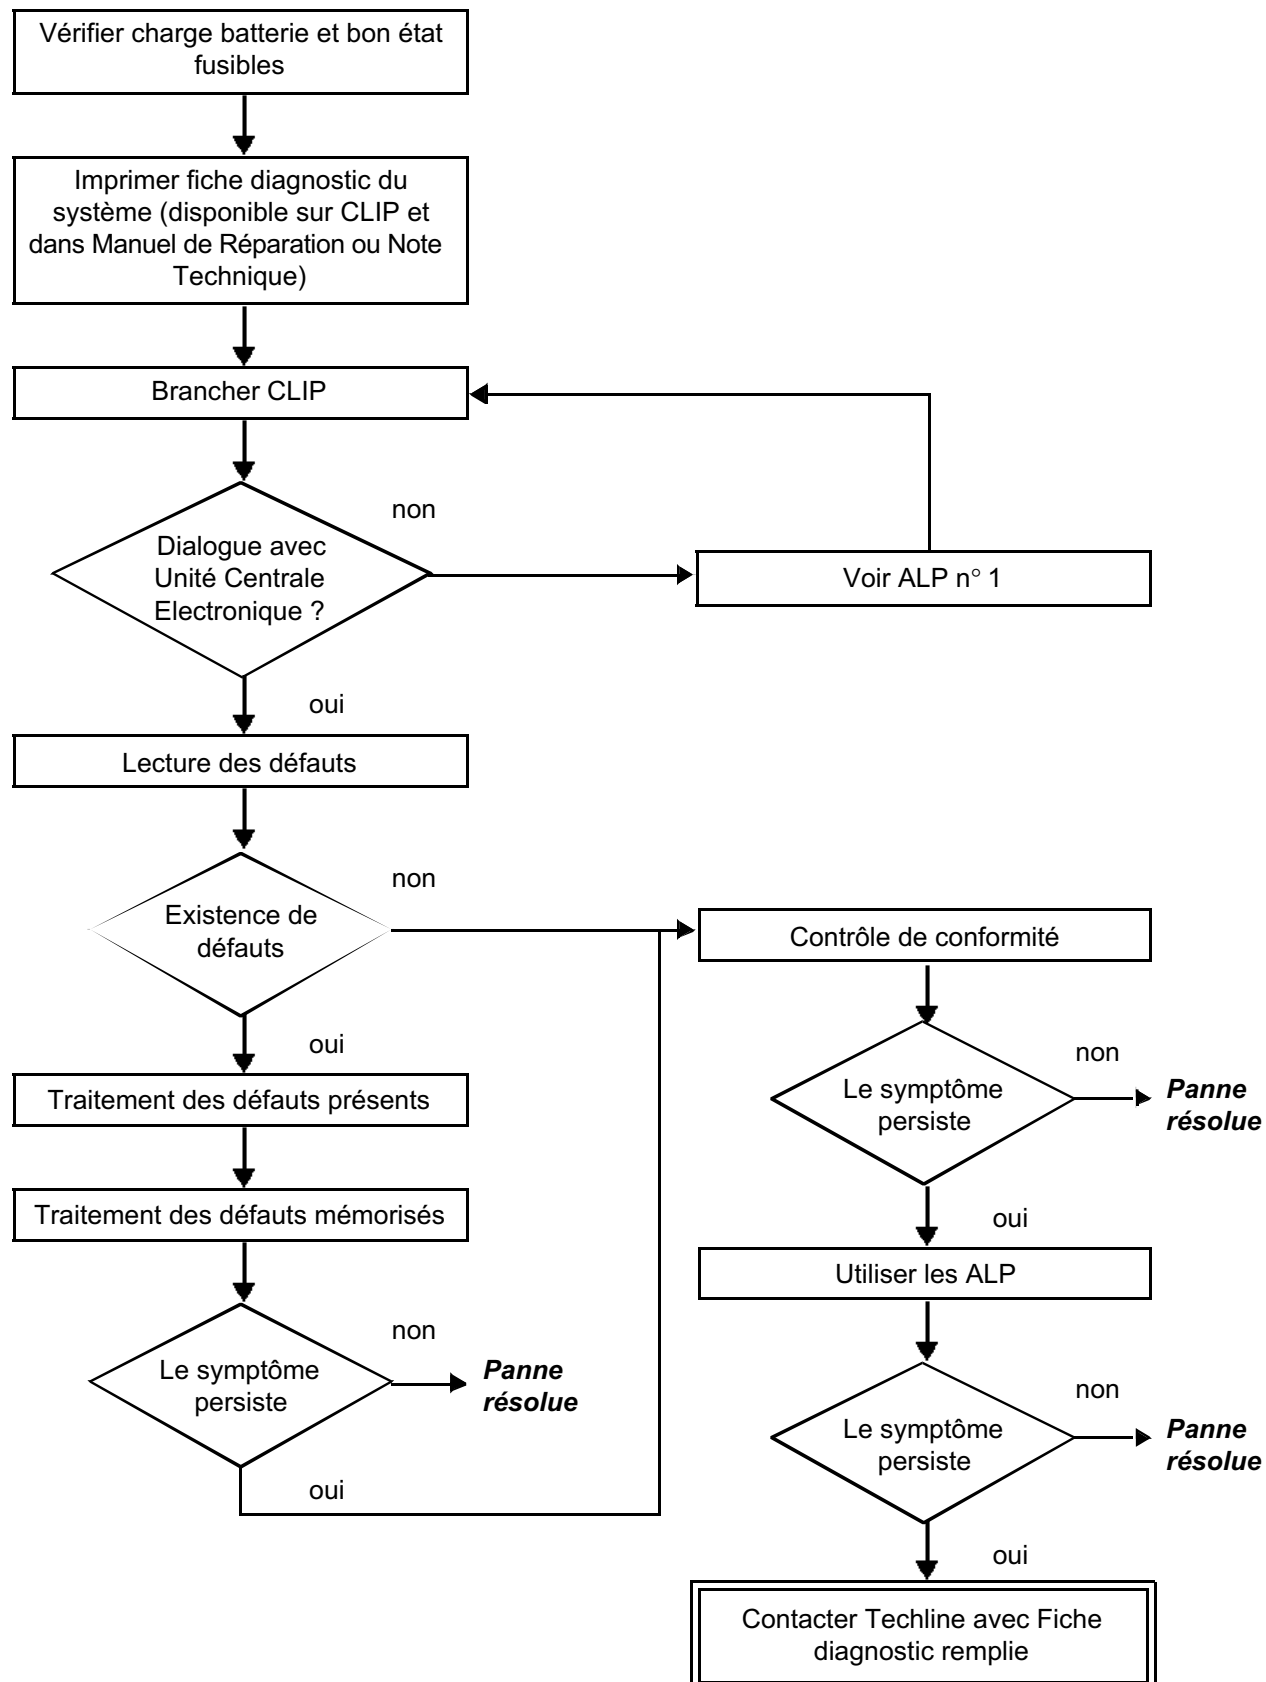 Vérifier charge batterie et bon état
fusibles
Imprimer fiche diagnostic du
système (disponible sur CLIP et
dans Manuel de Réparation ou Note
Technique)
Brancher CLIP
non
Dialogue avec
Unité Centrale
Electronique ?
Voir ALP n° 1
oui
Lecture des défauts
non
Existence de
défauts
oui
Traitement des défauts présents
Traitement des défauts mémorisés
non
Le symptôme
persiste
Panne
résolue
oui
Contrôle de conformité
non
Le symptôme
persiste
Panne
résolue
oui
Utiliser les ALP
non
Le symptôme
persiste
Panne
résolue
oui
Contacter Techline avec Fiche
diagnostic remplie